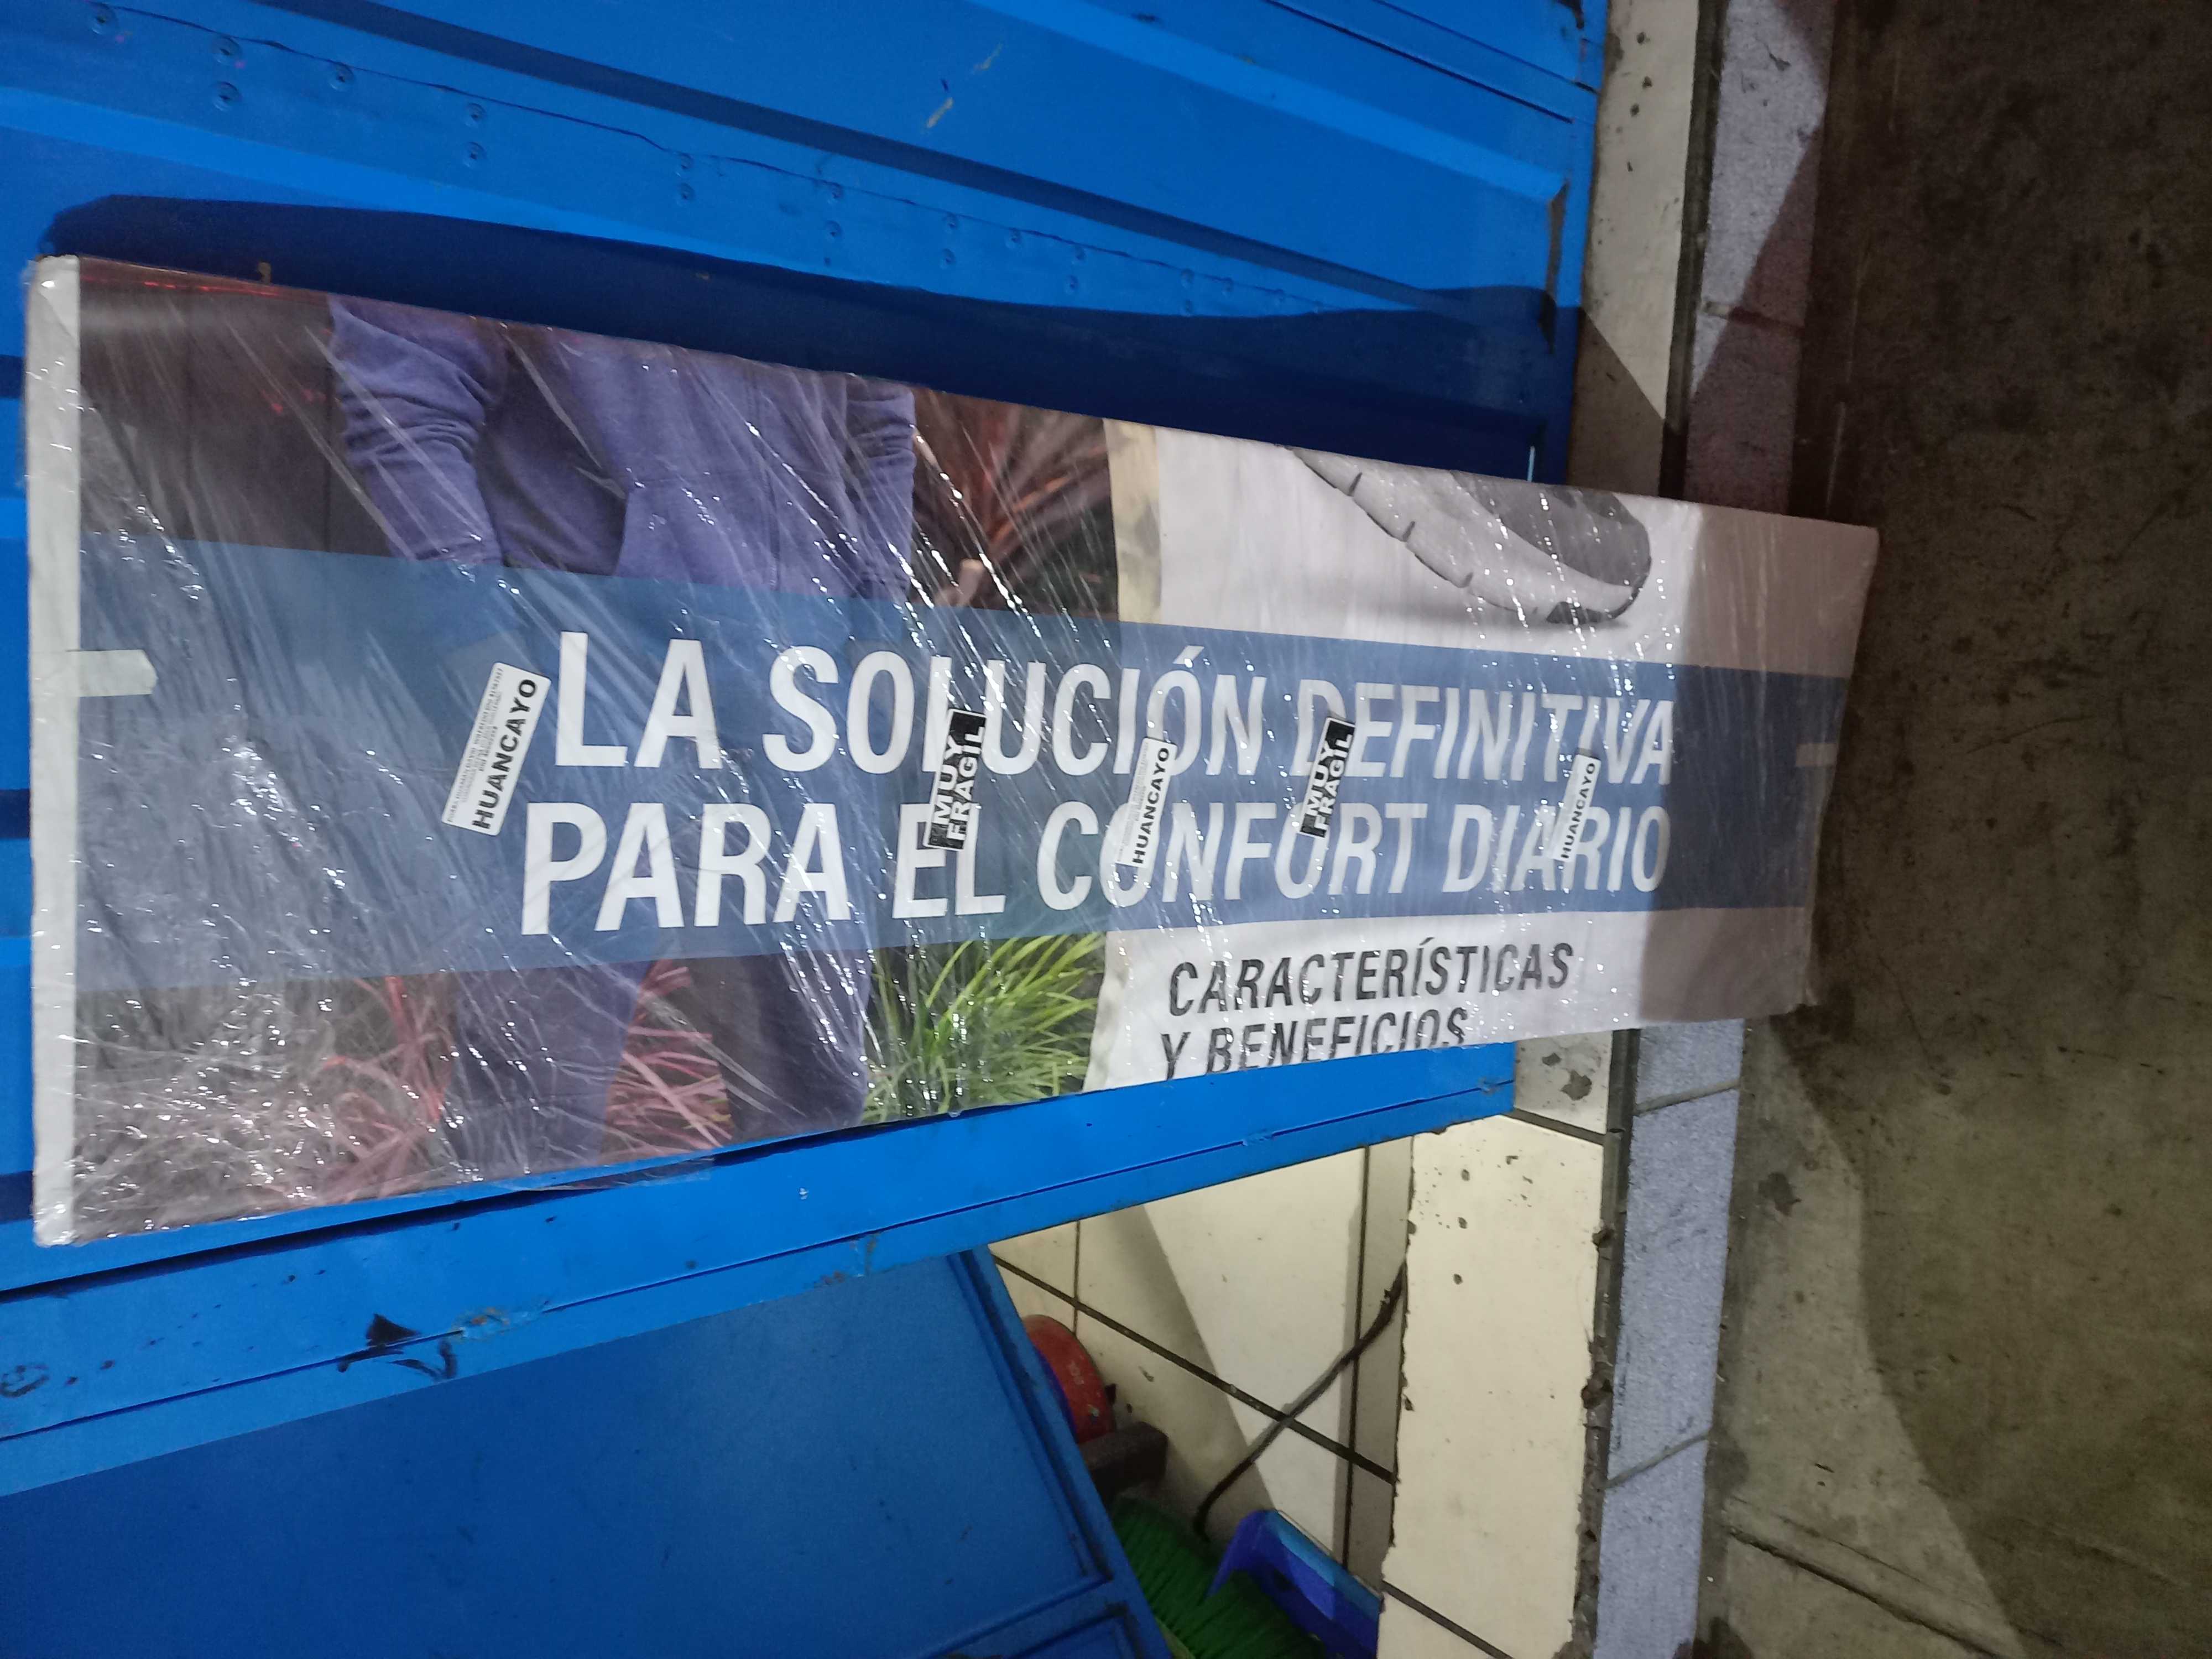 LA SOLUCIÓN DEFINITIVA
PARA EL CONFORT DIARIO
CARACTERÍSTICAS
Y BENEFICIOS
HUANCAYO
MUY
FRAGIL
HUANCAYO
MUY
FRAGIL
HUANCAYO